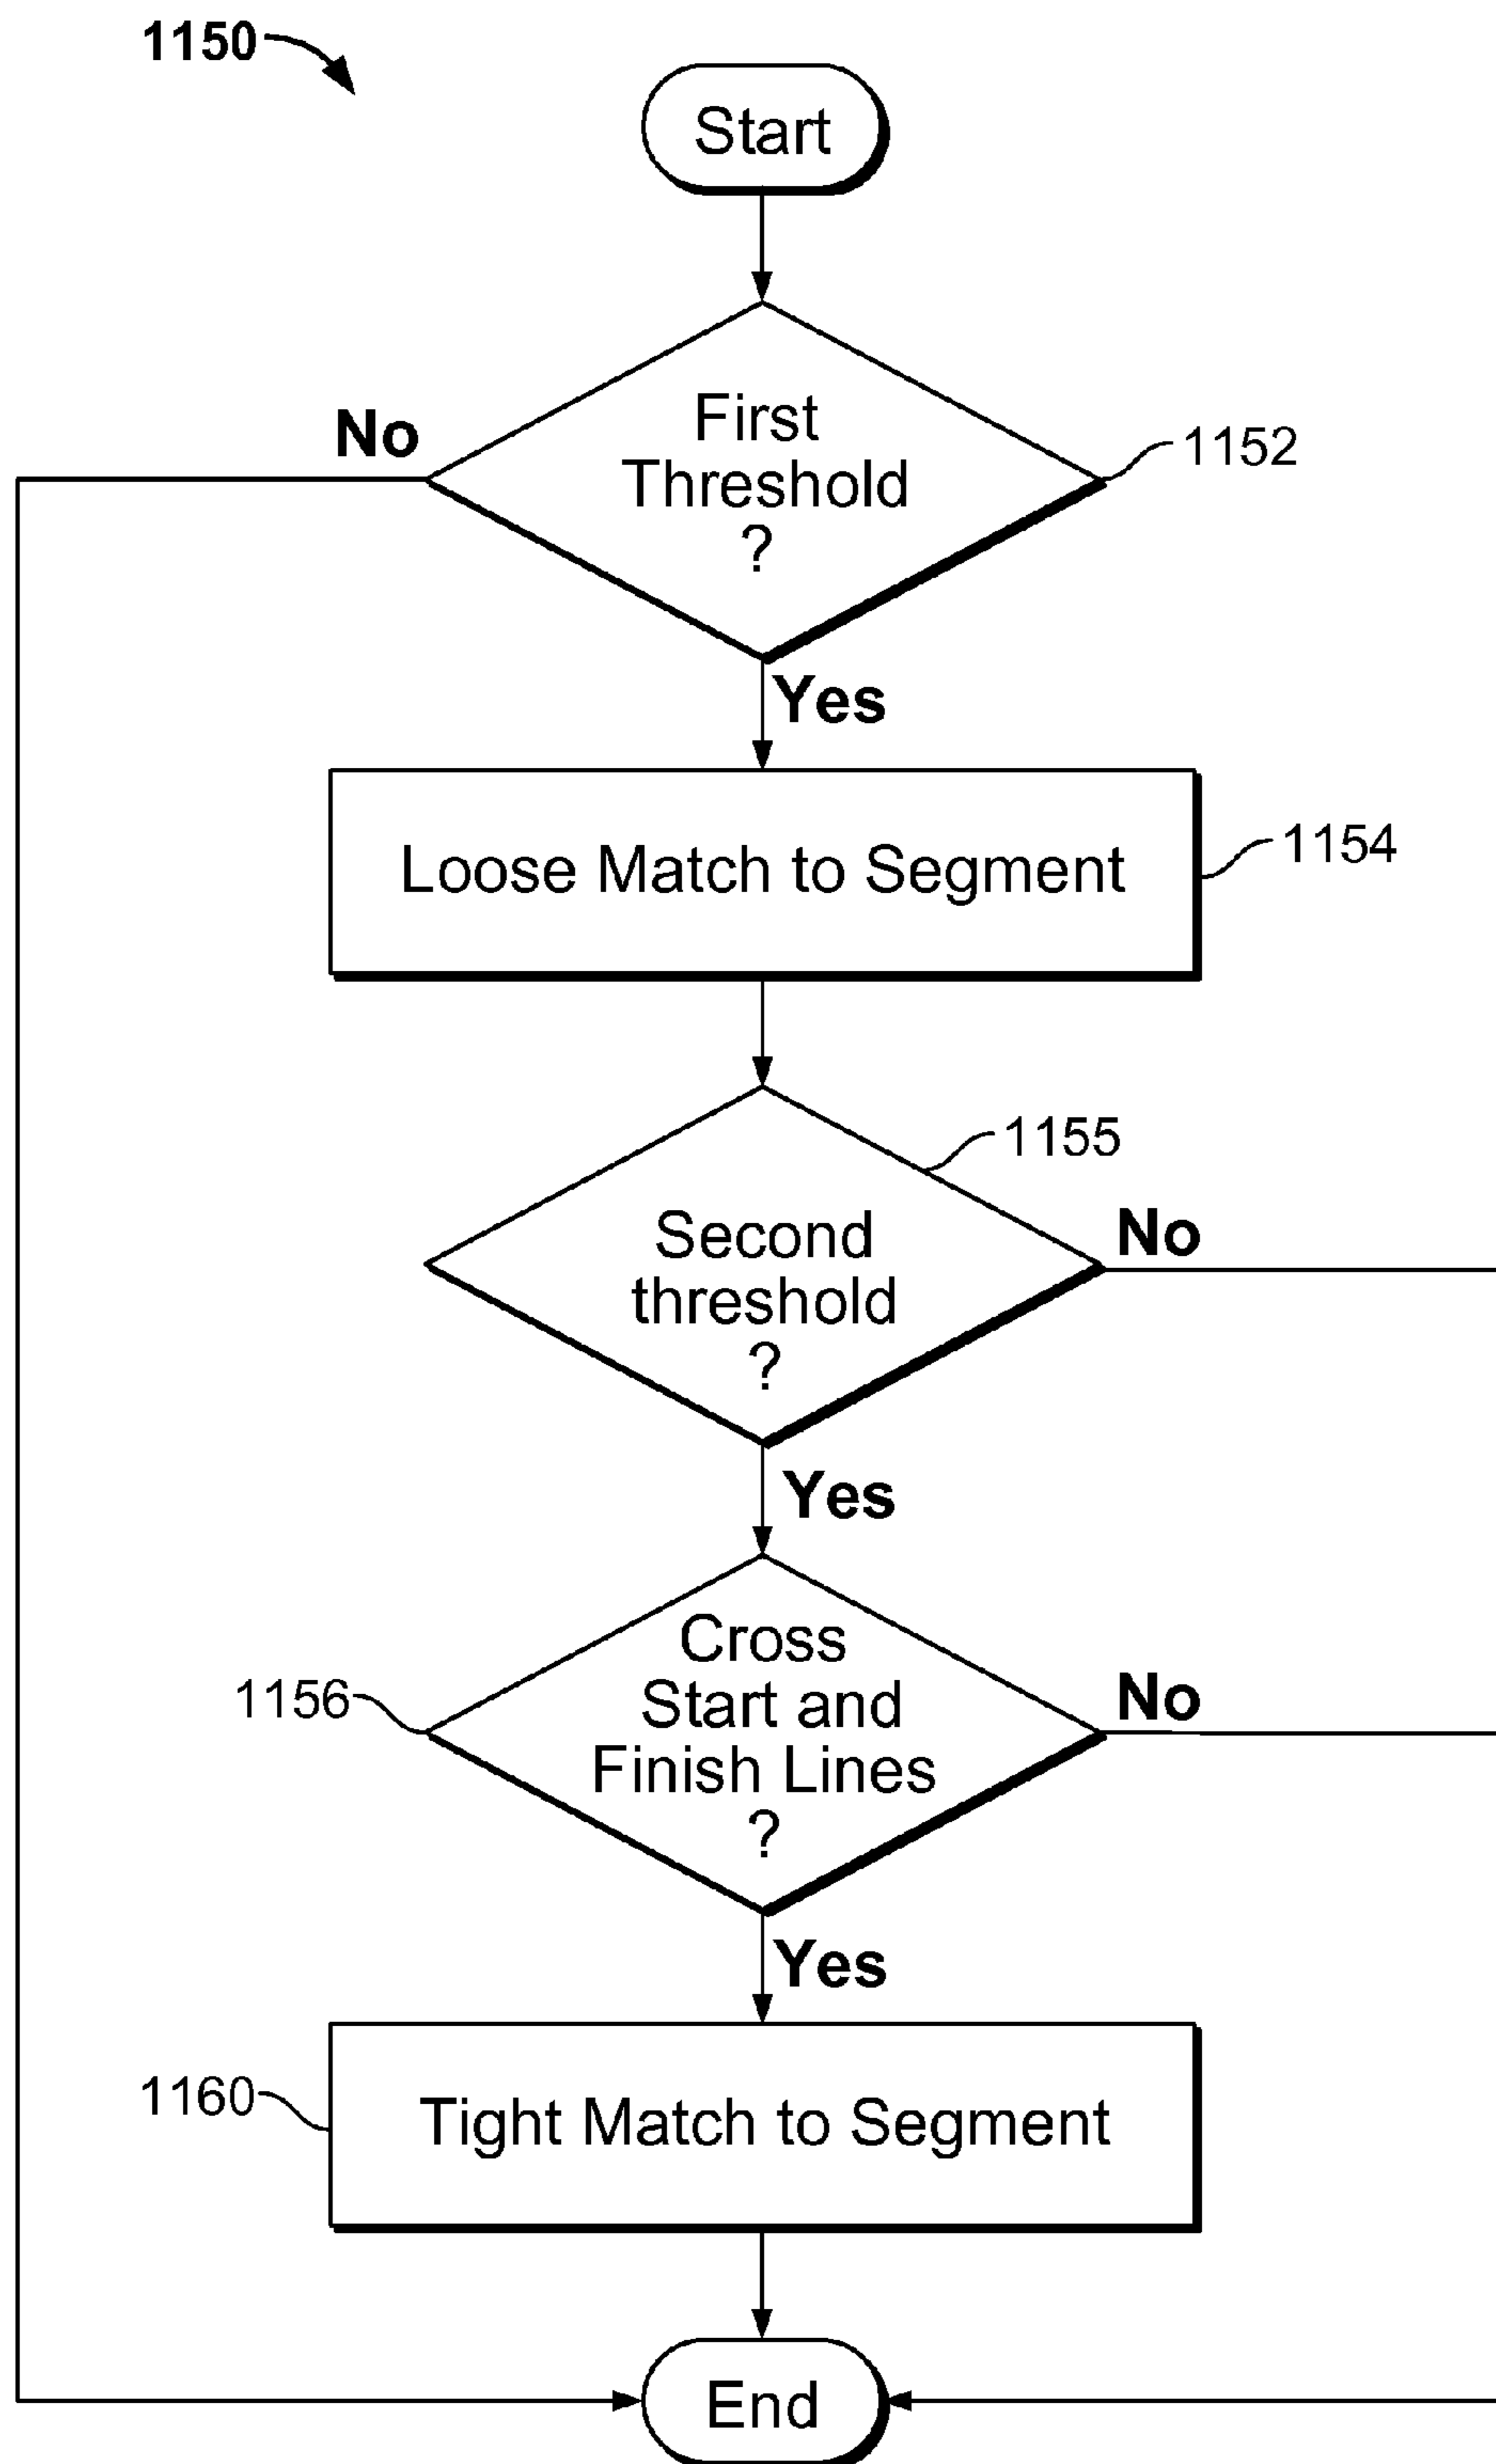 1150
Start
No
First
Threshold
?
1152
Yes
Loose Match to Segment
1154
1155
Second
threshold
?
No
Yes
1156
Cross
Start and
Finish Lines
?
No
Yes
1160
Tight Match to Segment
End